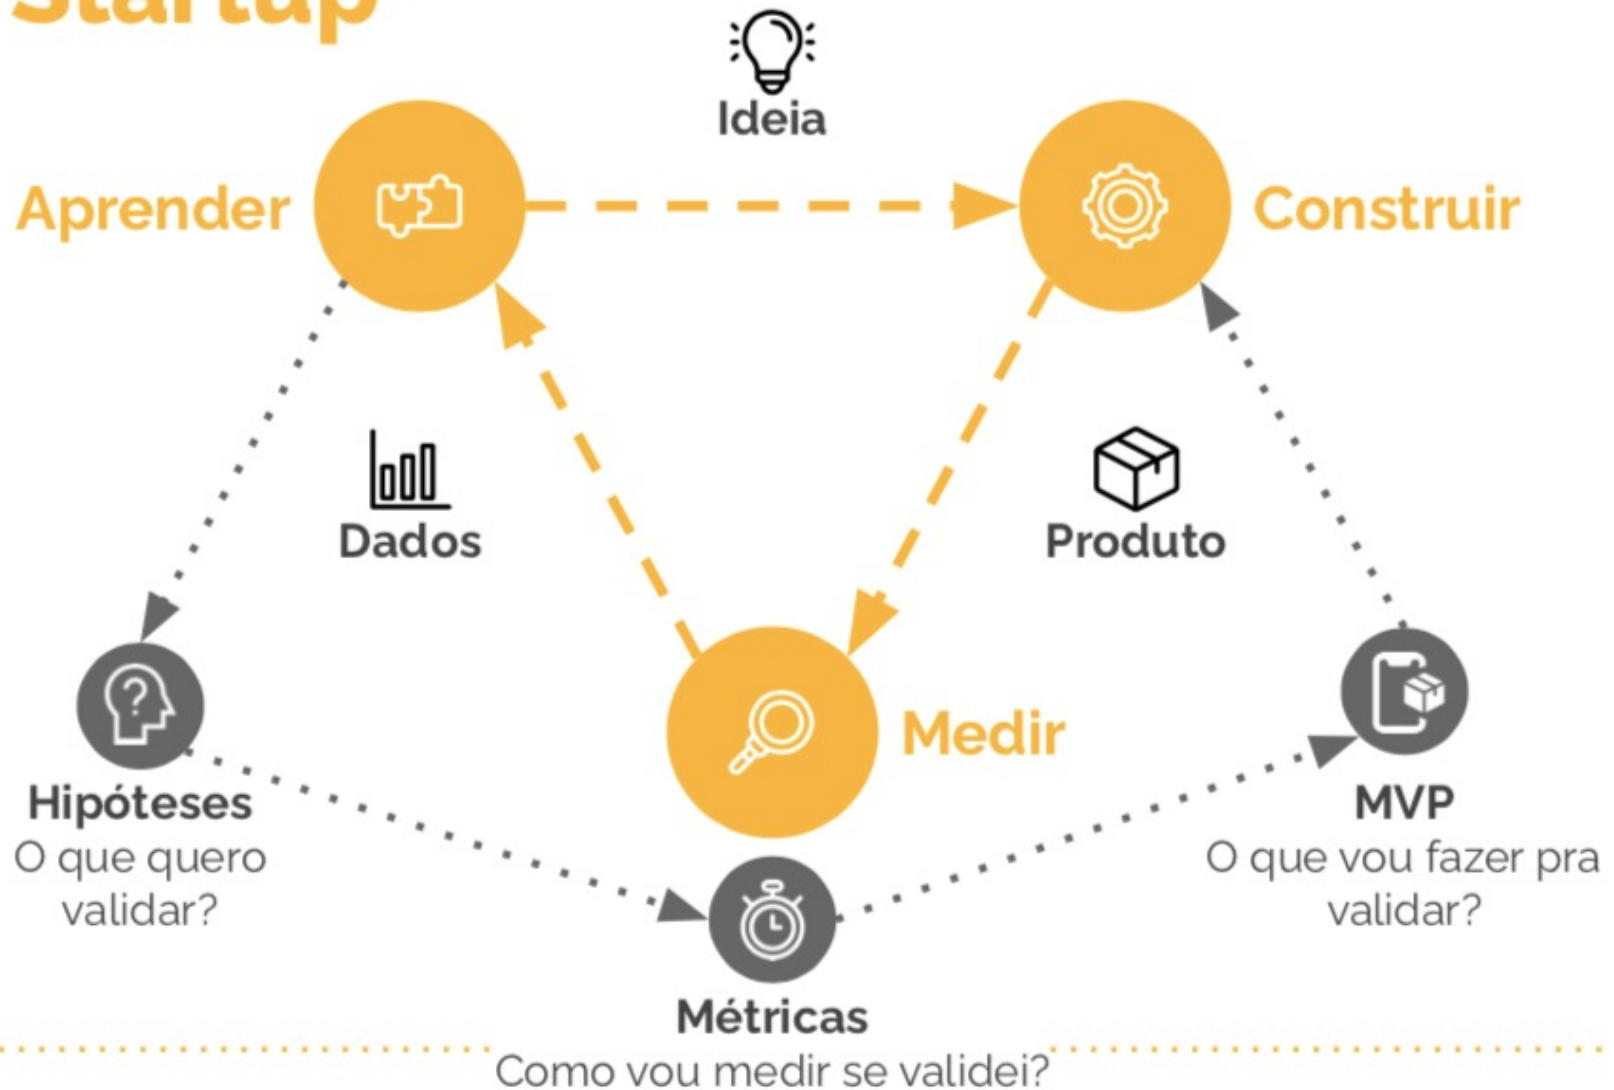 Startup
Ideia
Aprender
Construir
Dados
Produto
Medir
Hipóteses
O que quero
validar?
MVP
O que vou fazer pra
validar?
Métricas
Como vou medir se validei?